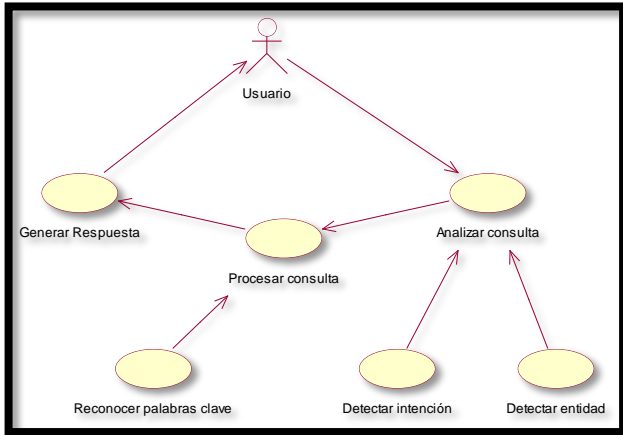 Usuario
Generar Respuesta
Analizar consulta
Procesar consulta
Reconocer palabras clave
Detectar intención
Detectar entidad